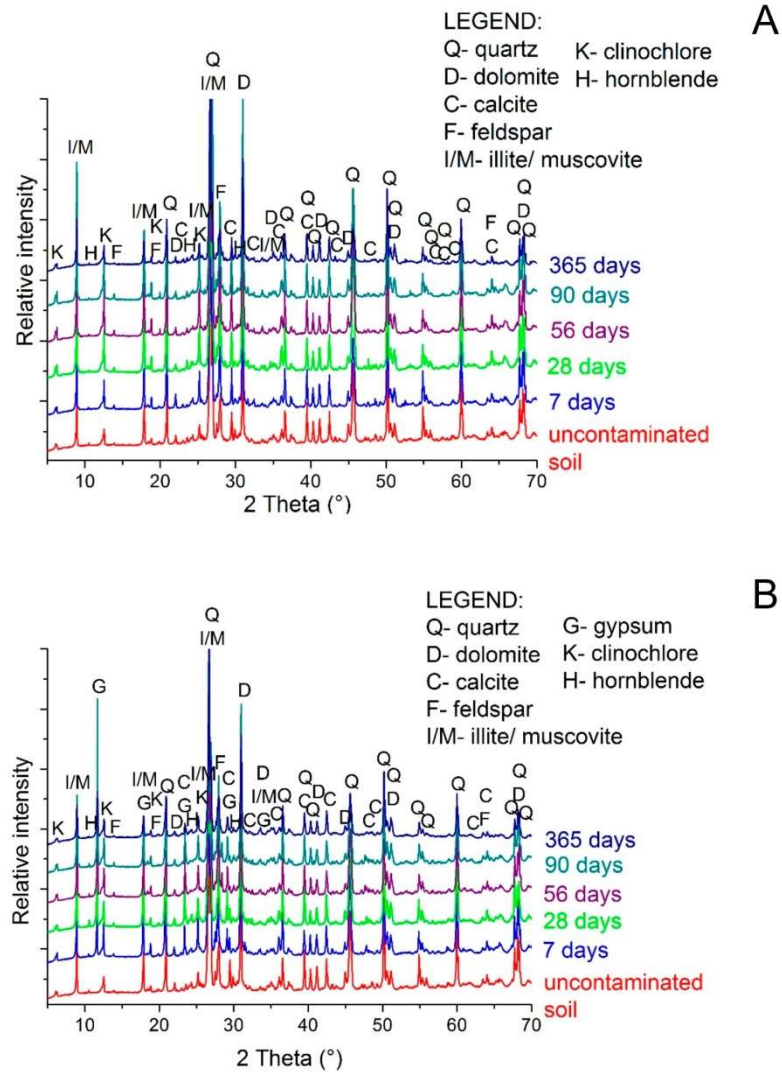 A
LEGEND:
Q- quartz K- clinochlore
D- dolomite H- hornblende
C- calcite
F- feldspar
I/M- illite/ muscovite
Q
I/M D
I/M
F
I/M Q I/M C
K H K F K F D C H K H C D I/M C Q
Q C Q D Q C D
Q
C
Q Q D
Q Q C Q C C
Q
F C
Q Q D Q
Relative intensity
365 days
90 days
56 days
28 days
7 days
uncontaminated
soil
10 20 30 40 50 60 70
2 Theta (°)
B
LEGEND:
Q- quartz G- gypsum
D- dolomite K- clinochlore
C- calcite H- hornblende
F- feldspar
I/M- illite/ muscovite
Q
I/M D
G
I/M
I/M G Q C G I/M F C G
K H K F K F D H K H C D I/M G C Q
Q C Q D C D
Q
C C
Q Q D
Q Q
Q
C C F
Q Q D Q
Relative intensity
365 days
90 days
56 days
28 days
7 days
uncontaminated
soil
10 20 30 40 50 60 70
2 Theta (°)